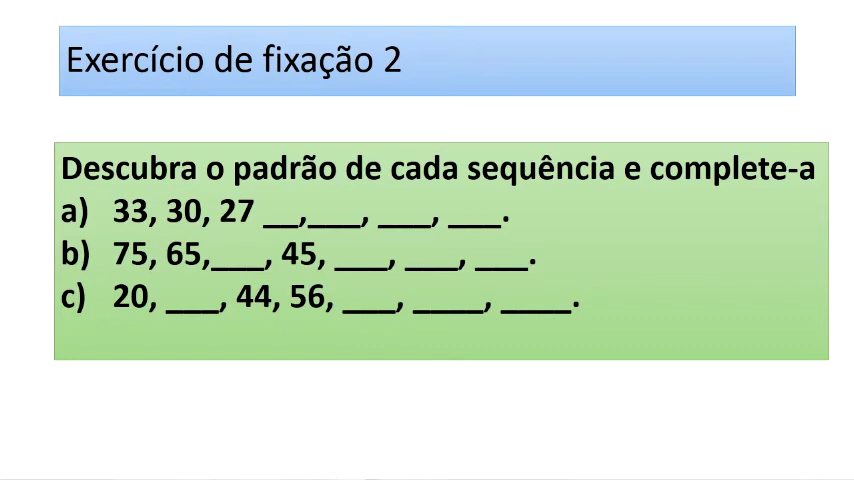 Exercício de fixação 2
Descubra o padrão de cada sequência e complete-a
a) 33, 30, 27 __,___, ___, ___.
b) 75, 65,___, 45, ___, ___, ___.
c) 20, ___, 44, 56, ___, ____, ____.